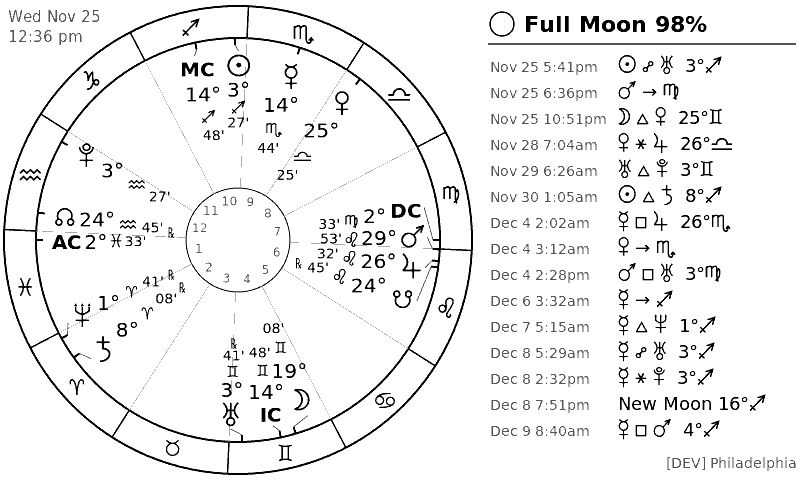 Wed Nov 25
12:36 pm
♐ ♏ ♎ ♍ ♌ ♋ ♊ ♉ ♈ ♓ ♒ ♑
MC 14° ♐ 48'
☉ 3° ♐ 27'
☿ 14° ♏ 44'
♀ 25° ♎ 25'
♇ 3° ♒ 27'
☊ 24° ♒ 45' ℞
AC 2° ♓ 33'
♆ 1° ♈ 41' ℞
♄ 8° ♈ 08' ℞
33' ♍ 2° DC
53' ♌ 29° ♂
32' ♌ 26° ♃
℞ 45' ♌ 24° ☋
♅ 3° ♊ 41' ℞
IC 14° ♊ 48'
☽ 19° ♊ 08'
1 2 3 4 5 6 7 8 9 10 11 12
Full Moon 98%
Nov 25 5:41pm ☉ ☍ ♅ 3°♐
Nov 25 6:36pm ♂ → ♍
Nov 25 10:51pm ☽ △ ♀ 25°♊
Nov 28 7:04am ♀ ⚹ ♃ 26°♎
Nov 29 6:26am ♅ △ ♇ 3°♊
Nov 30 1:05am ☉ △ ♄ 8°♐
Dec 4 2:02am ☿ □ ♃ 26°♏
Dec 4 3:12am ♀ → ♏
Dec 4 2:28pm ♂ □ ♅ 3°♍
Dec 6 3:32am ☿ → ♐
Dec 7 5:15am ☿ △ ♆ 1°♐
Dec 8 5:29am ☿ ☍ ♅ 3°♐
Dec 8 2:32pm ☿ ⚹ ♇ 3°♐
Dec 8 7:51pm New Moon 16°♐
Dec 9 8:40am ☿ □ ♂ 4°♐
[DEV] Philadelphia